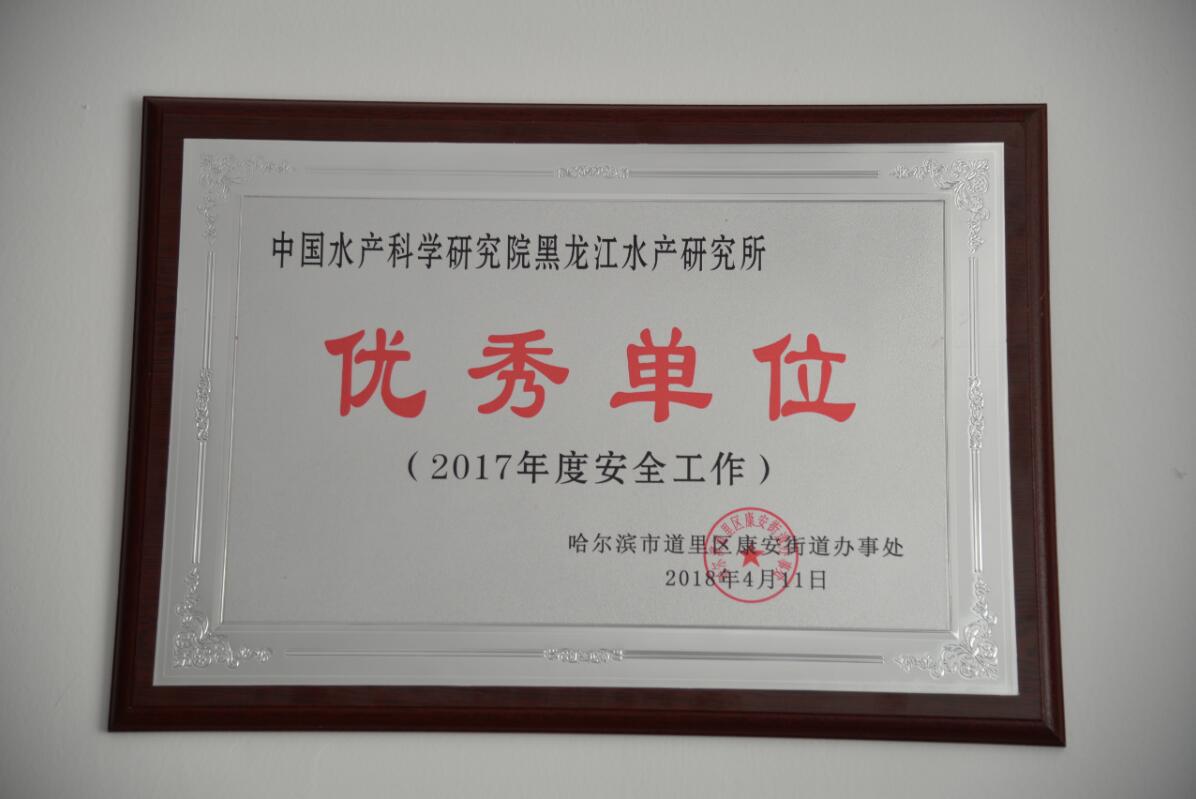 中国水产科学研究院黑龙江水产研究所
优秀单位
（2017年度安全工作）
哈尔滨市道里区康安街道办事处
2018年4月11日